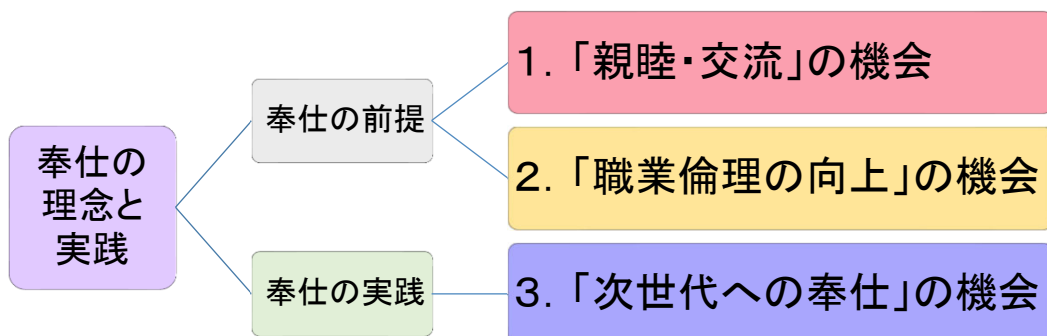 奉仕の
理念と
実践
奉仕の前提
奉仕の実践
１．「親睦・交流」の機会
２．「職業倫理の向上」の機会
３．「次世代への奉仕」の機会